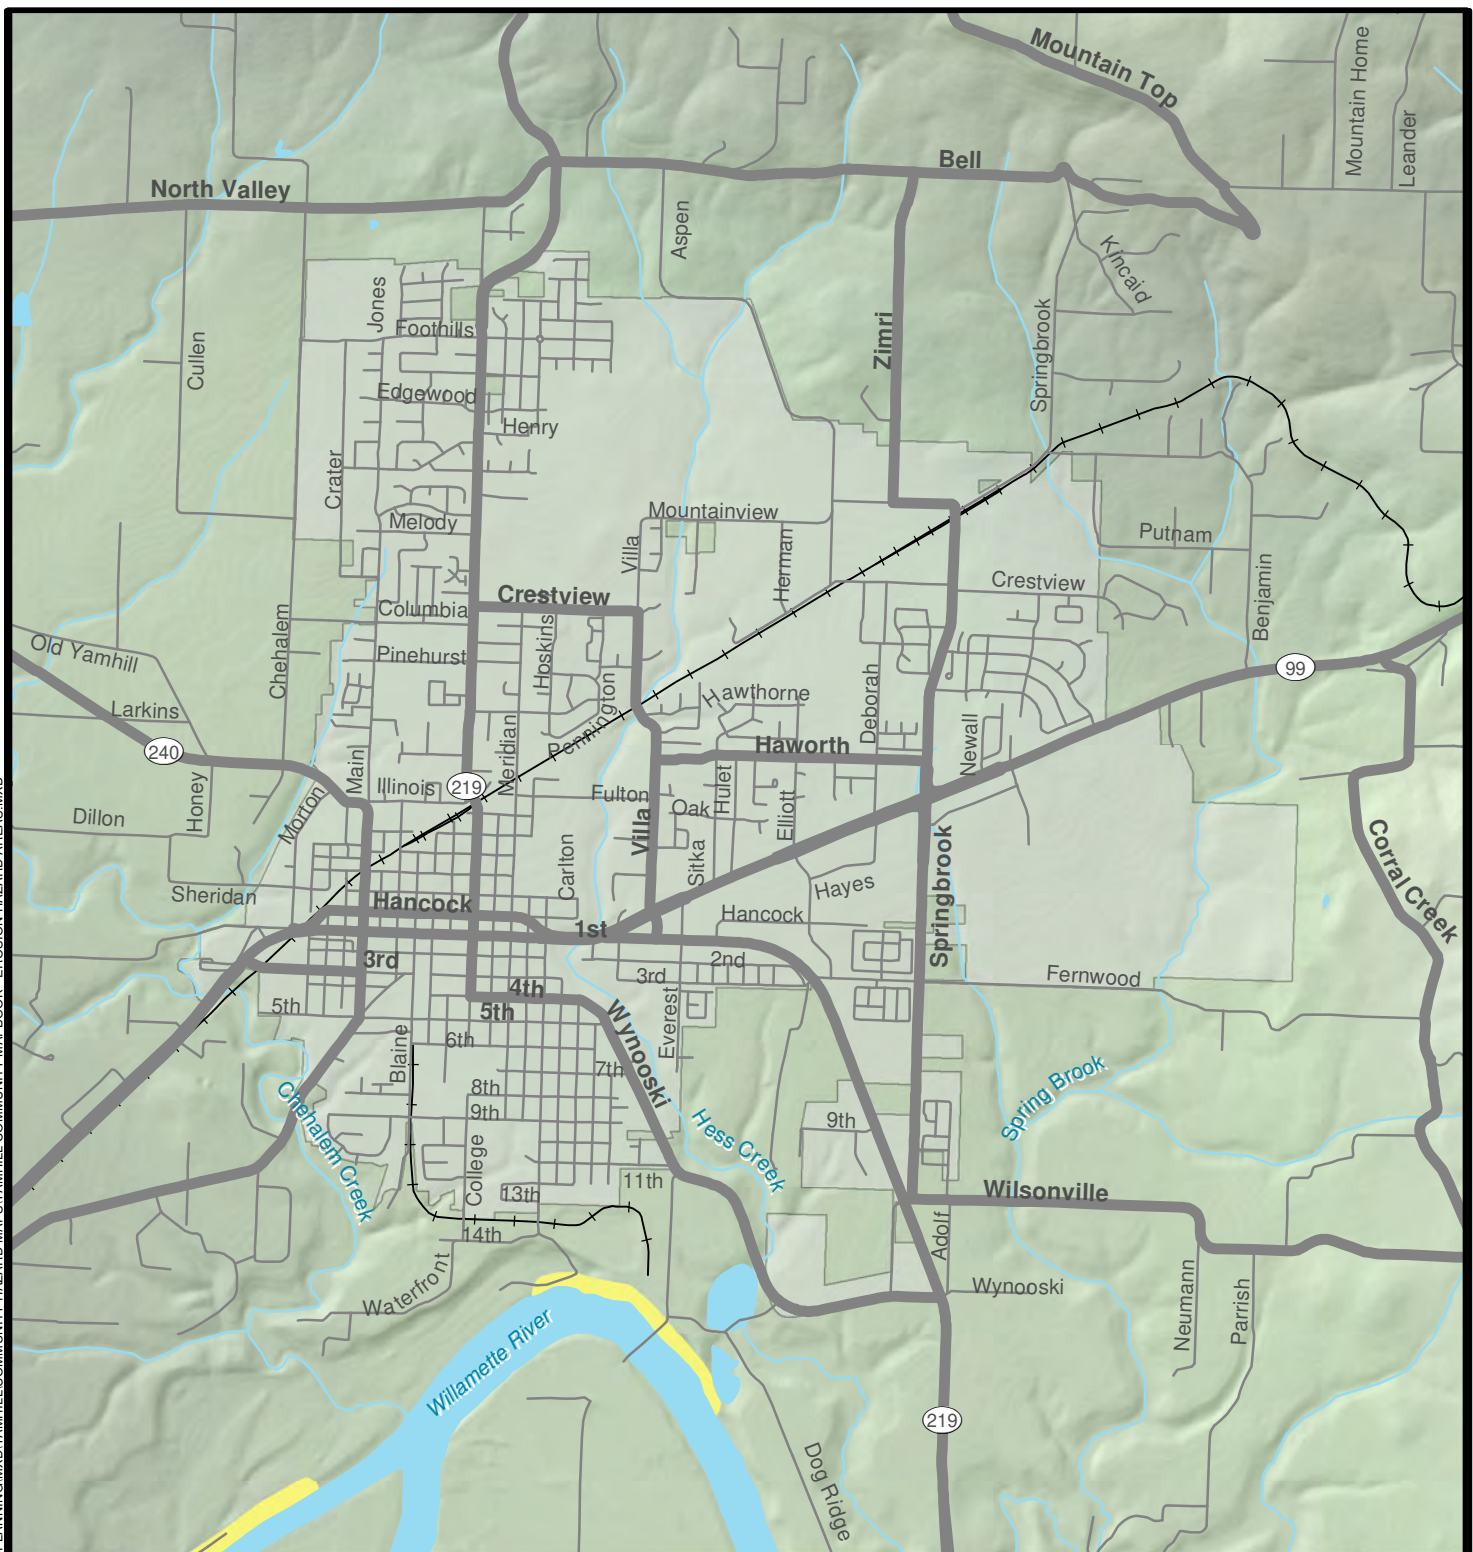 Mountain Top
Mountain Home
Leander
Bell
North Valley
Aspen
Kincaid
Jones
Foothills
Zimri
Springbrook
Cullen
Edgewood
Henry
Crater
Melody
Mountainview
Villa
Herman
Putnam
Crestview
Benjamin
Crestview
Columbia
Hoskins
Chehalem
Old Yamhill
Pinehurst
99
Larkins
Hawthorne
Deborah
Pennington
Meridian
Newall
Haworth
240
Main
Illinois
219
Honey
Morton
Fulton
Hulet
Oak
Elliott
Dillon
Villa
Carlton
Sitka
Corral Creek
Sheridan
Hancock
Hayes
Hancock
Springbrook
1st
3rd
2nd
3rd
Fernwood
4th
5th
5th
Wynooski
Everest
6th
Blaine
7th
8th
9th
9th
Chehalem Creek
Hess Creek
Spring Brook
College
11th
13th
14th
Wilsonville
Adolf
Waterfront
Wynooski
Neumann
Parrish
Willamette River
219
Dog Ridge